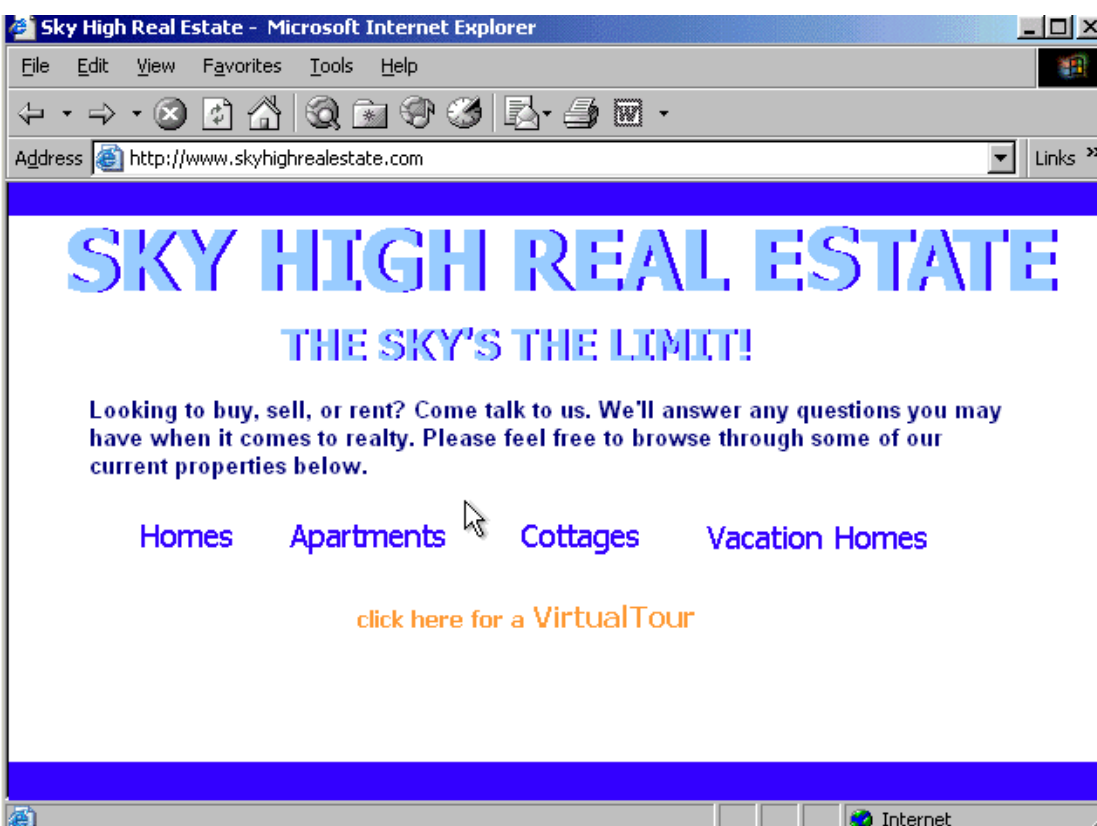 Sky High Real Estate - Microsoft Internet Explorer
File Edit View Favorites Tools Help
Address http://www.skyhighrealestate.com Links »
SKY HIGH REAL ESTATE
THE SKY'S THE LIMIT!
Looking to buy, sell, or rent? Come talk to us. We'll answer any questions you may
have when it comes to realty. Please feel free to browse through some of our
current properties below.
Homes Apartments Cottages Vacation Homes
click here for a VirtualTour
Internet